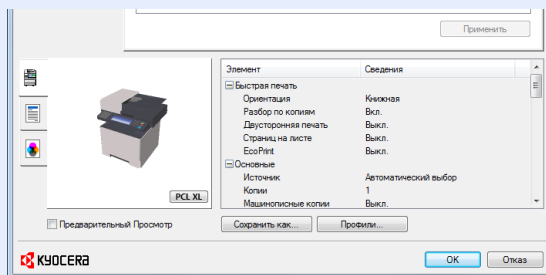 Применить
Элемент Сведения
Быстрая печать
Ориентация Книжная
Разбор по копиям Вкл.
Двусторонняя печать Выкл.
Страниц на листе Выкл.
EcoPrint Выкл.
Основные
Источник Автоматический выбор
Копии 1
Машинописные копии Выкл.
PCL XL
Предварительный Просмотр Сохранить как... Профили...
KYOCERA OK Отказ